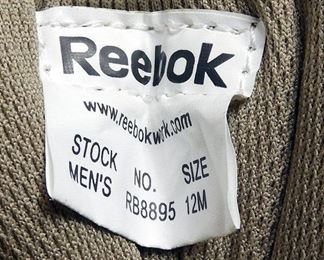 Reebok
www.reebokwork.com
STOCK NO. SIZE
MEN'S RB8895 12M